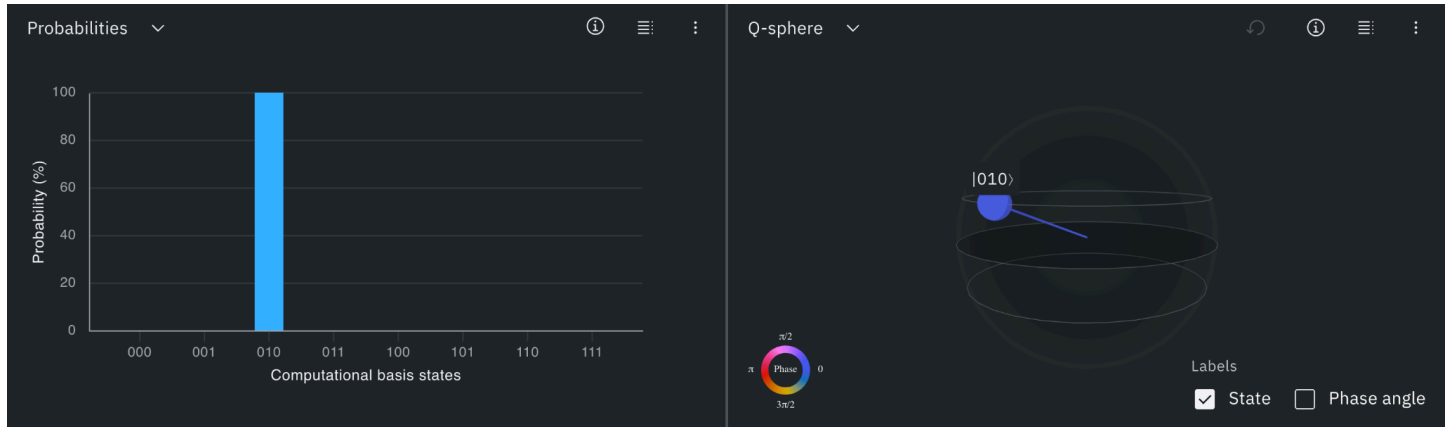 Probabilities
Probability (%)
100
80
60
40
20
0
000 001 010 011 100 101 110 111
Computational basis states
Q-sphere
|010⟩
π/2
π Phase 0
3π/2
Labels
State Phase angle